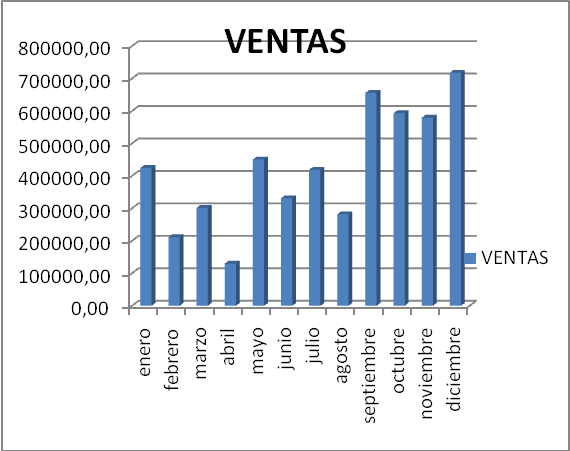 VENTAS
800000,00
700000,00
600000,00
500000,00
400000,00
300000,00
200000,00
100000,00
0,00
VENTAS
enero
febrero
marzo
abril
mayo
junio
julio
agosto
septiembre
octubre
noviembre
diciembre